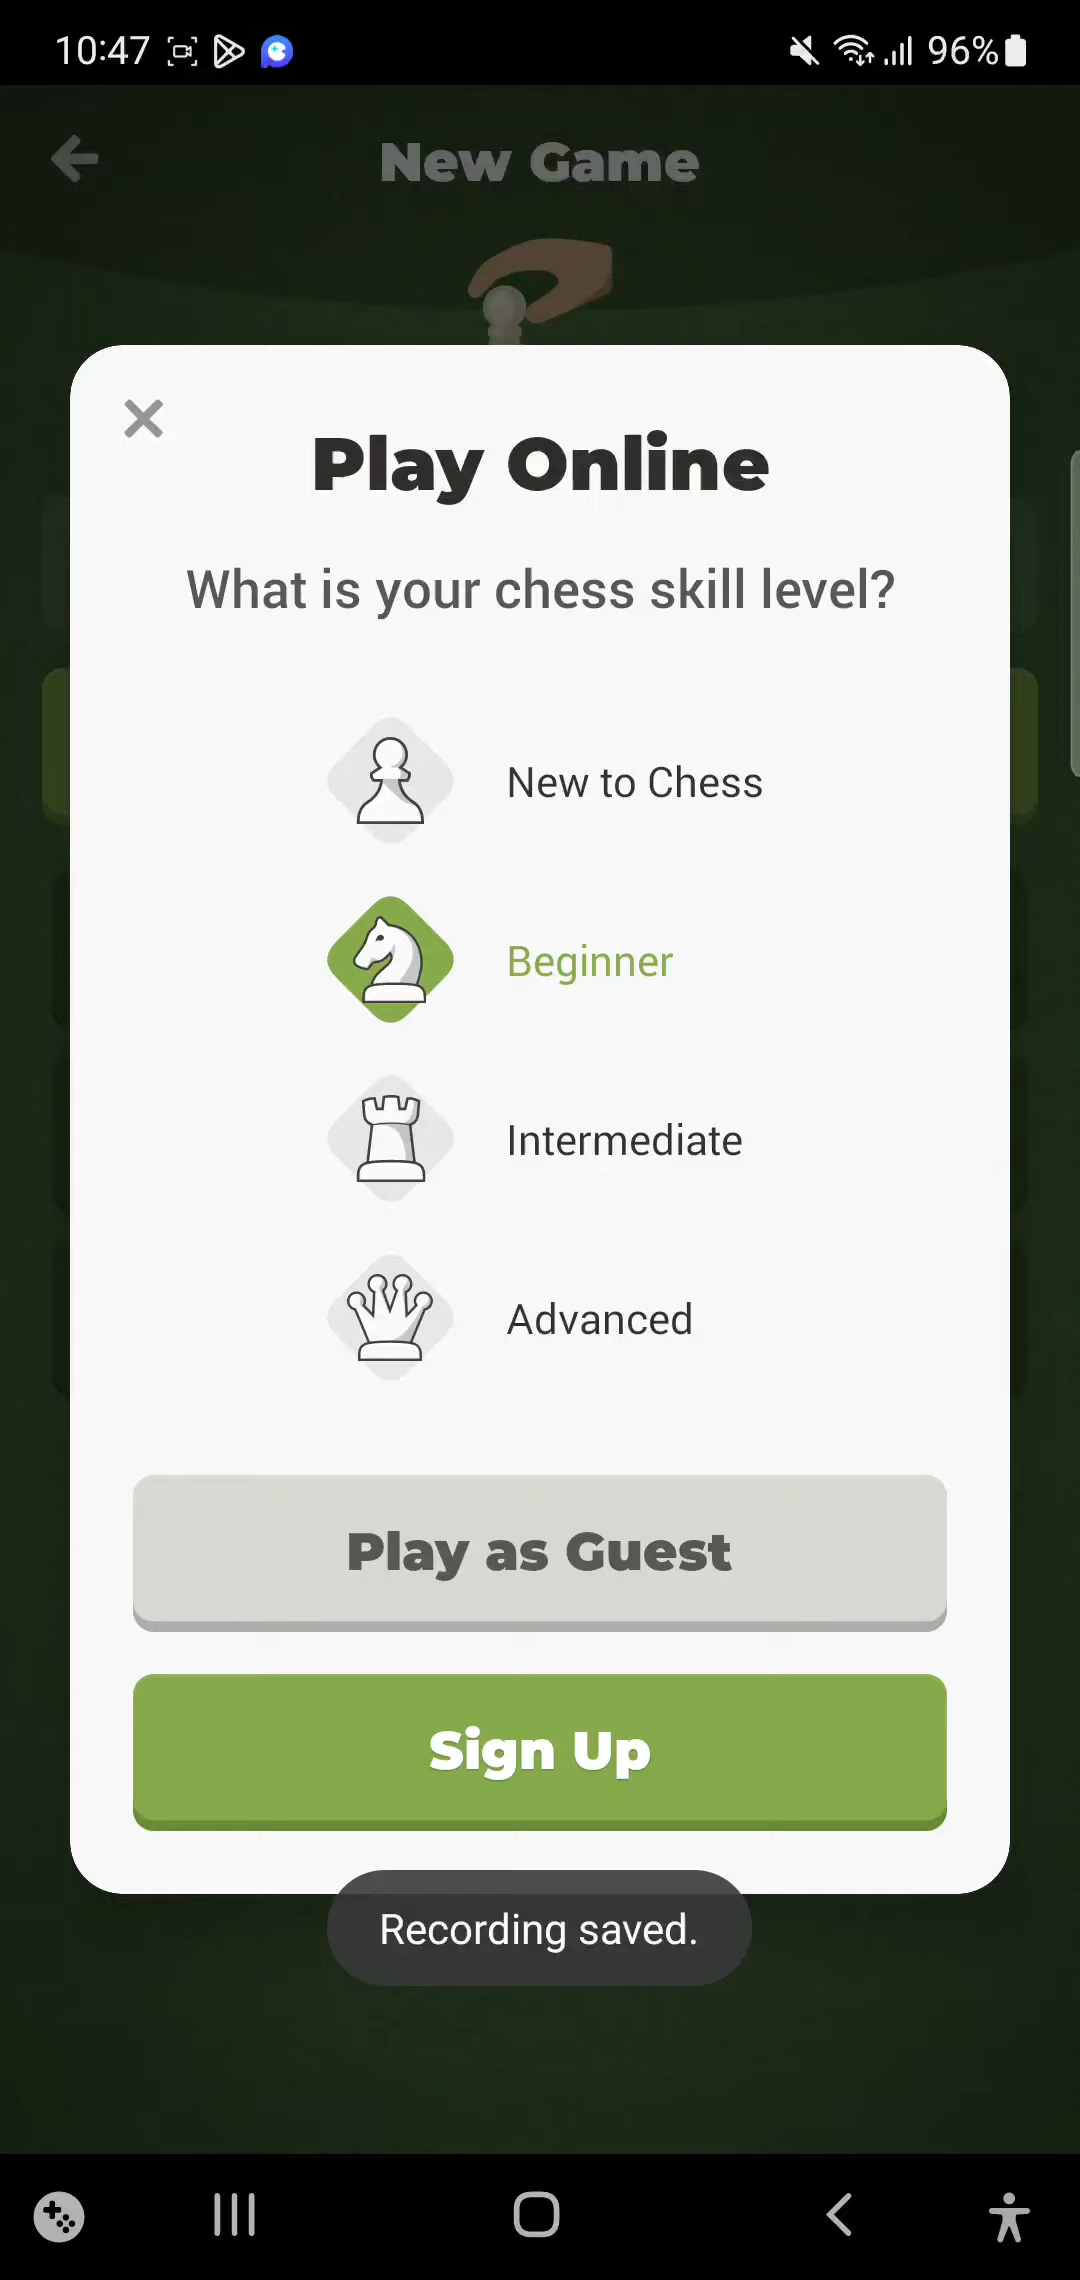 10:47
96%
New Game
Play Online
What is your chess skill level?
New to Chess
Beginner
Intermediate
Advanced
Play as Guest
Sign Up
Recording saved.